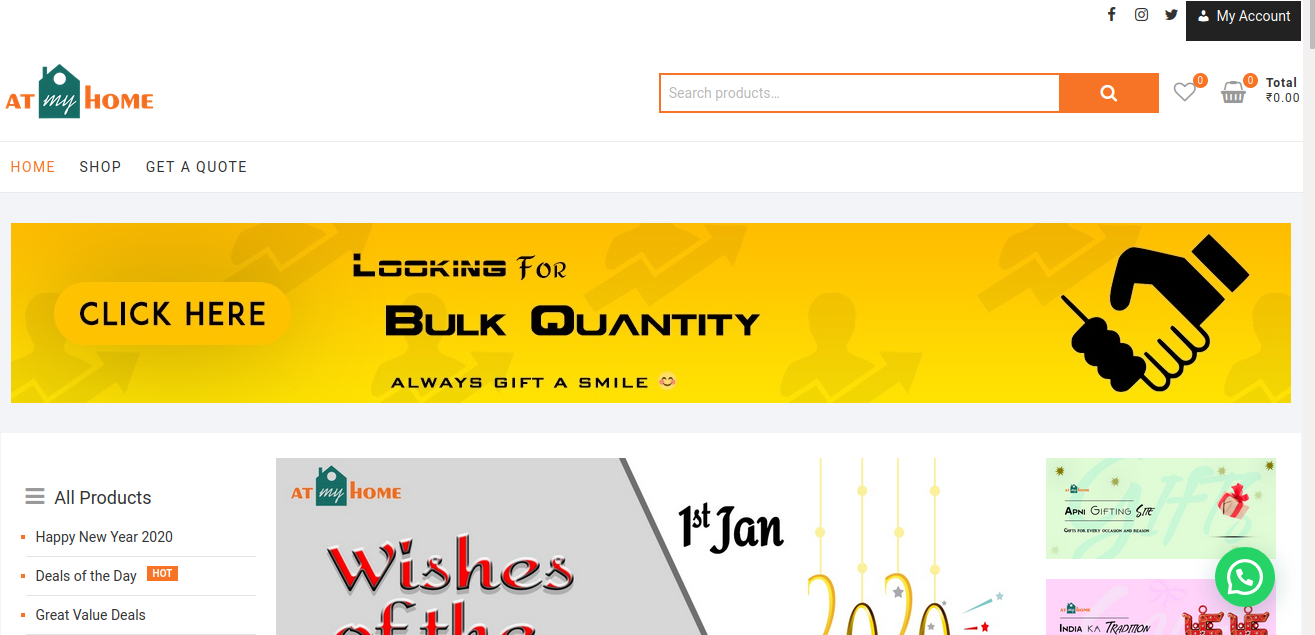 My Account
AT my HOME
Search products…
0
0
Total
₹0.00
HOME SHOP GET A QUOTE
CLICK HERE
LOOKING FOR
BULK QUANTITY
ALWAYS GIFT A SMILE 😊
All Products
Happy New Year 2020
Deals of the Day HOT
Great Value Deals
AT my HOME
Wishes
of the
1st Jan
2020
AT my HOME
APNI GIFTING SITE
GIFTS FOR EVERY OCCASION AND REASON
Gifts
AT my HOME
INDIA KA TRADITION